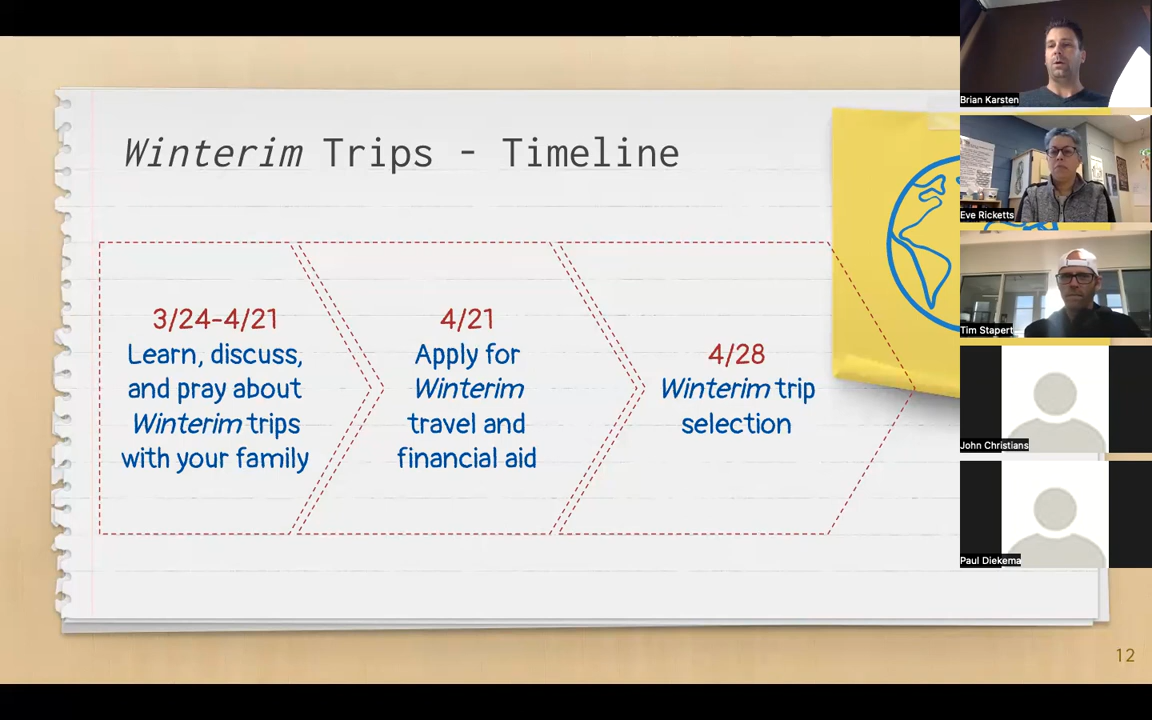 Winterim Trips - Timeline
3/24-4/21
Learn, discuss,
and pray about
Winterim trips
with your family
4/21
Apply for
Winterim
travel and
financial aid
4/28
Winterim trip
selection
Brian Karsten
Eve Ricketts
Tim Stapert
John Christians
Paul Diekema
12